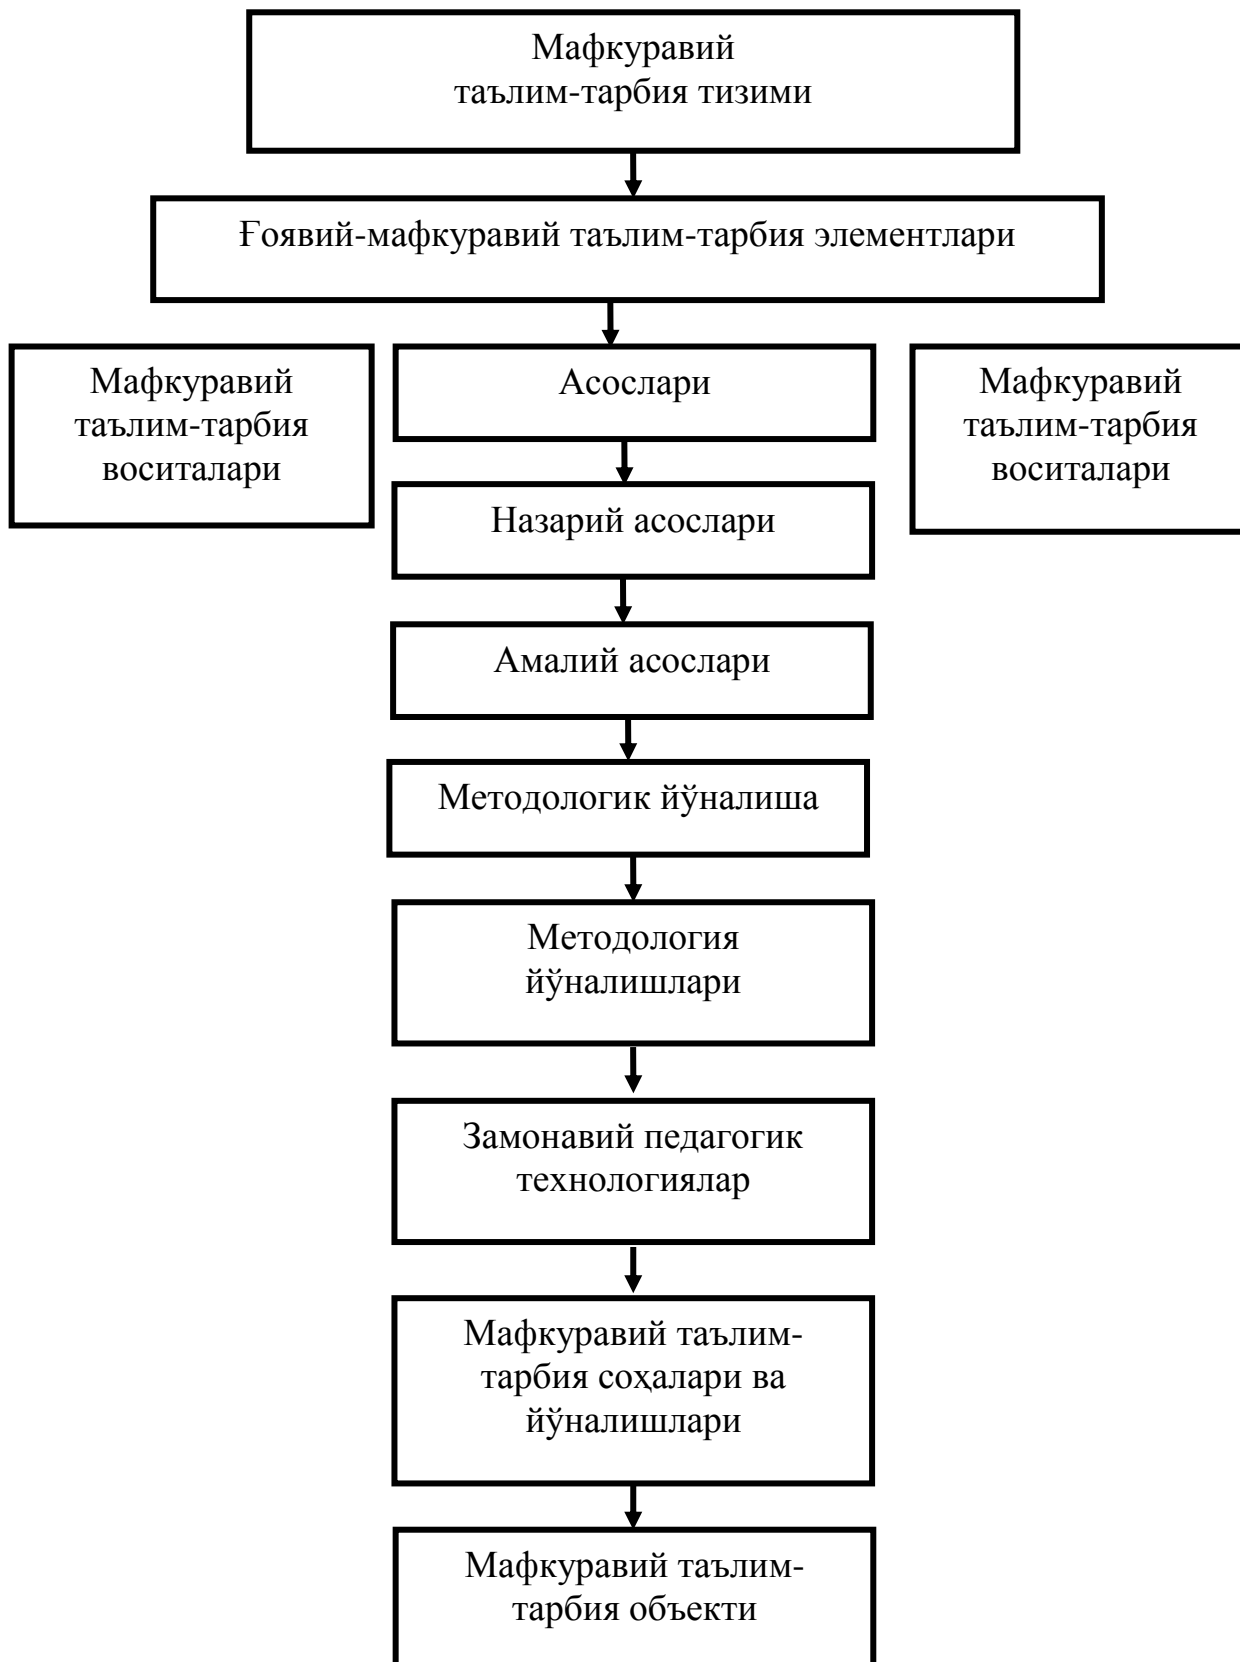 Мафкуравий
таълим-тарбия тизими
Ғоявий-мафкуравий таълим-тарбия элементлари
Мафкуравий
таълим-тарбия
воситалари
Асослари
Мафкуравий
таълим-тарбия
воситалари
Назарий асослари
Амалий асослари
Методологик йўналиша
Методология
йўналишлари
Замонавий педагогик
технологиялар
Мафкуравий таълим-
тарбия соҳалари ва
йўналишлари
Мафкуравий таълим-
тарбия объекти